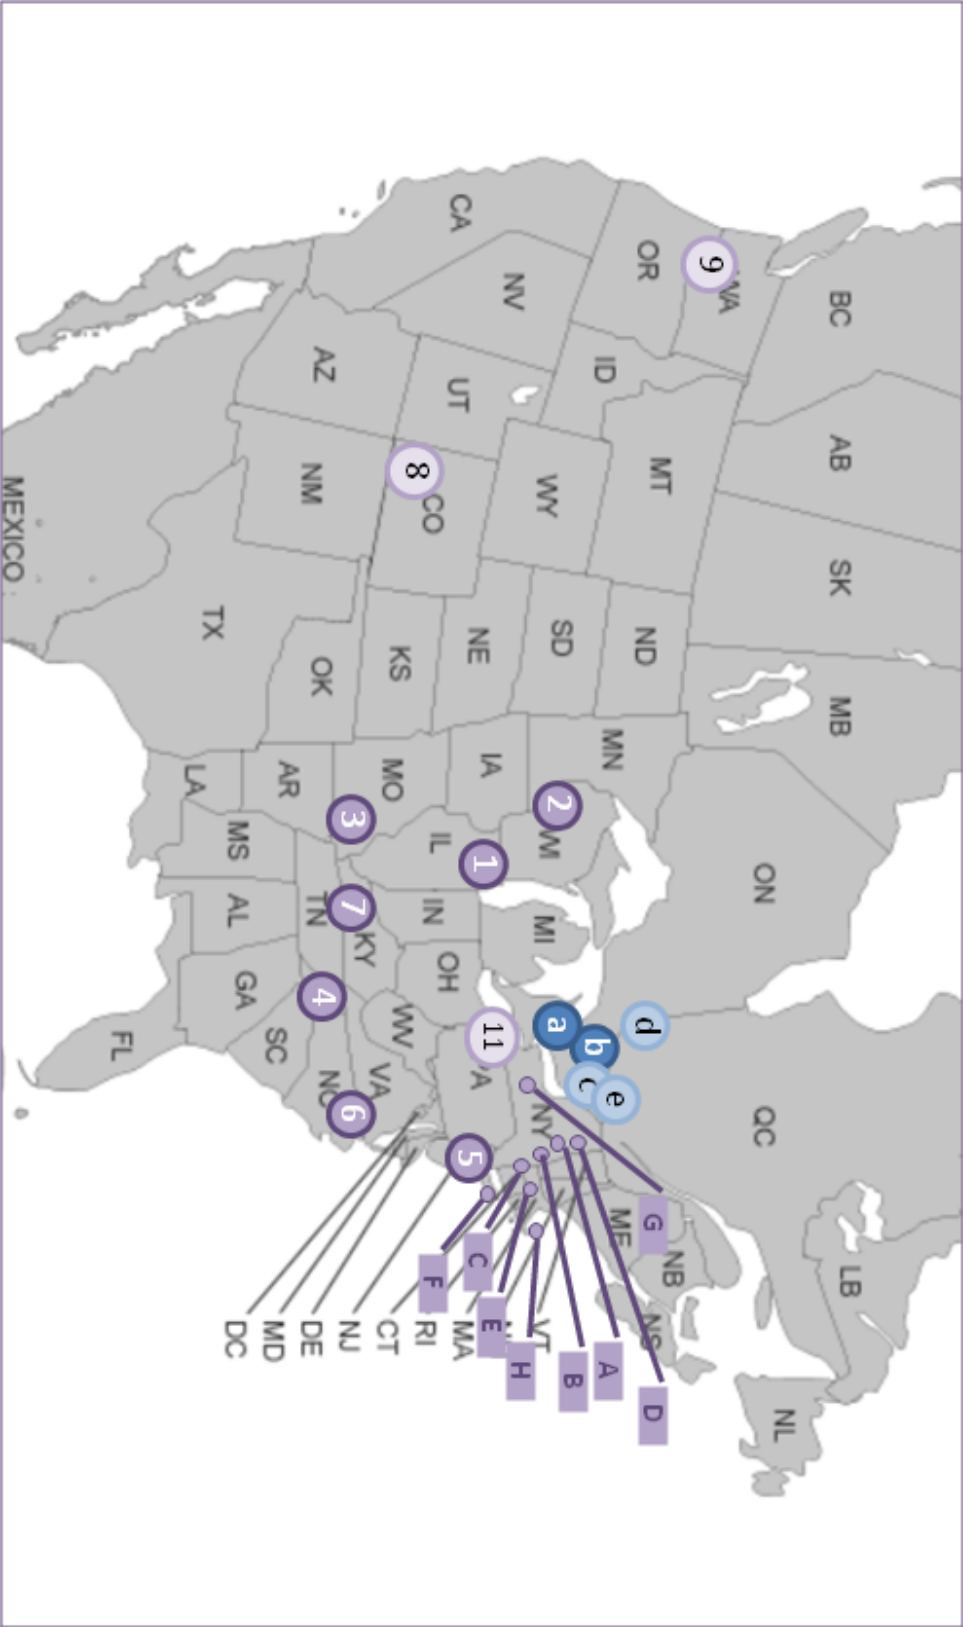 BC
AB
SK
MB
LB
ON
QC
NL
9
WA
NB
MT
ND
d
G
NS
D
OR
ME
ID
MN
b
e
c
A
SD
2
WI
a
B
WY
MI
NY
H
VT
NV
IA
1
11
PA
5
E
UT
NE
OH
C
MA
CA
IL
IN
F
RI
8
CO
KS
MO
WV
CT
AZ
NM
OK
3
7
KY
VA
6
NJ
AR
TN
4
NC
DE
TX
MS
AL
GA
SC
MD
LA
DC
FL
MEXICO